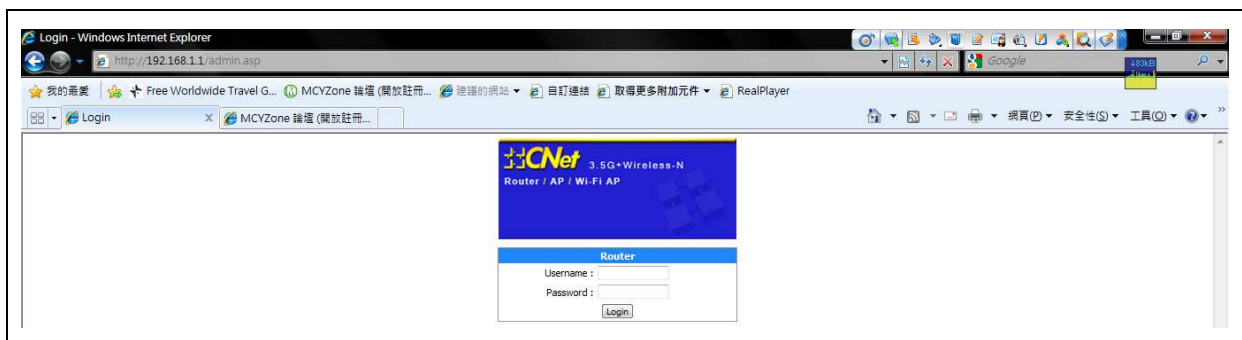 Login - Windows Internet Explorer
http://192.168.1.1/admin.asp
Google
我的最愛
Free Worldwide Travel G...
MCYZone 論壇 (開放註冊...
建議的網站
自訂連結
取得更多附加元件
RealPlayer
Login
MCYZone 論壇 (開放註冊...
網頁(P)
安全性(S)
工具(O)
CNet 3.5G+Wireless-N
Router / AP / Wi-Fi AP
Router
Username :
Password :
Login